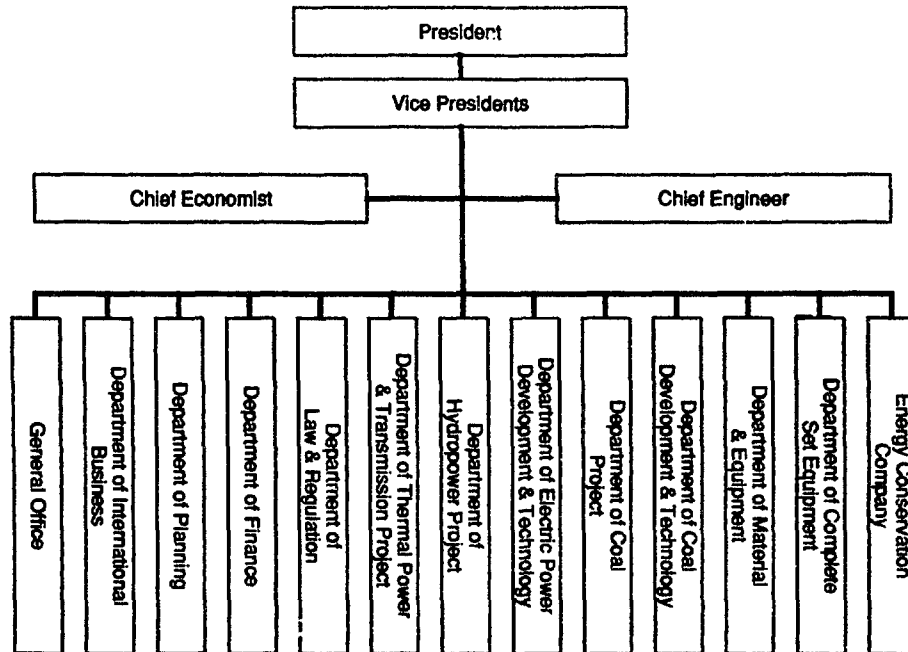 President
Vice Presidents
Chief Economist
Chief Engineer
General Office
Department of International
Business
Department of Planning
Department of Finance
Department of
Law & Regulation
Department of Thermal Power
& Transmission Project
Department of
Hydropower Project
Department of Electric Power
Development & Technology
Department of Coal
Project
Department of Coal
Development & Technology
Department of Material
& Equipment
Department of Complete
Set Equipment
Energy Conservation
Company